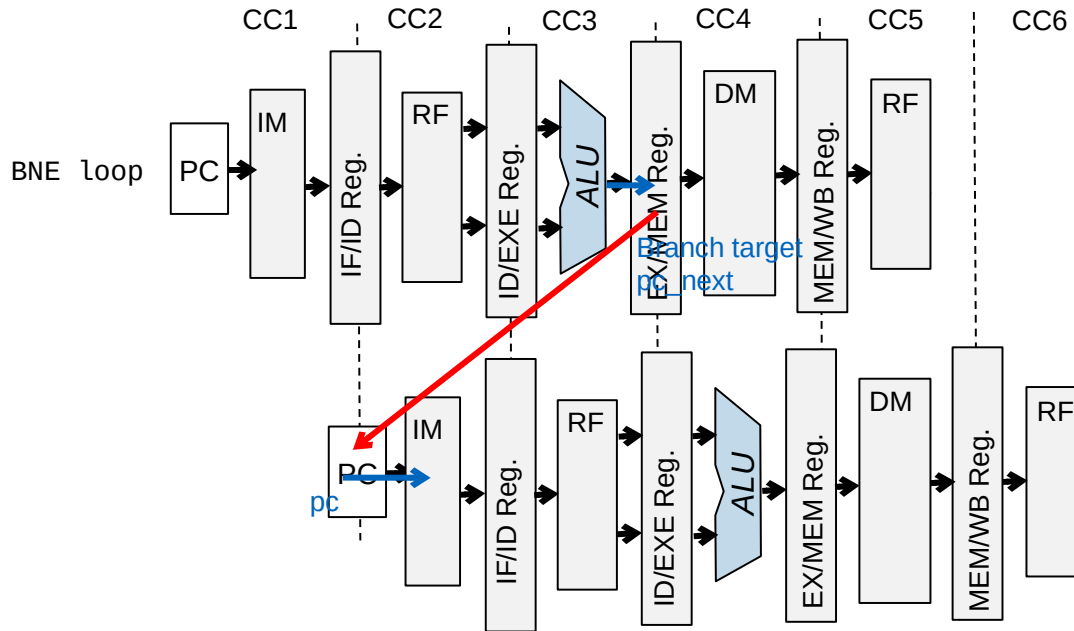 CC1 CC2 CC3 CC4 CC5 CC6
BNE loop
PC
IM
IF/ID Reg.
RF
ID/EXE Reg.
ALU
EX/MEM Reg.
DM
MEM/WB Reg.
RF
Branch target
pc_next
PC
pc
IM
IF/ID Reg.
RF
ID/EXE Reg.
ALU
EX/MEM Reg.
DM
MEM/WB Reg.
RF